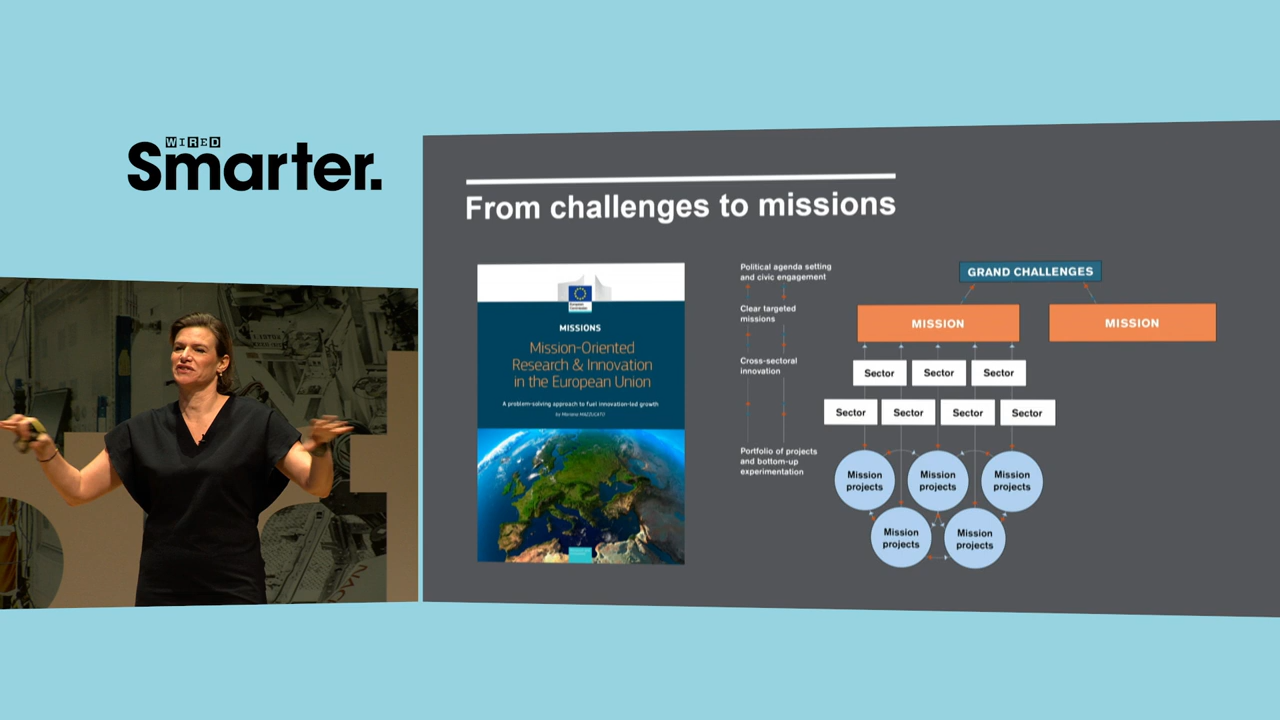 WIRED
Smarter.
From challenges to missions
European
Commission
MISSIONS
Mission-Oriented
Research & Innovation
in the European Union
A problem-solving approach to fuel innovation-led growth
by Mariana MAZZUCATO
Political agenda setting
and civic engagement
Clear targeted
missions
Cross-sectoral
innovation
Portfolio of projects
and bottom-up
experimentation
GRAND CHALLENGES
MISSION
MISSION
Sector
Sector
Sector
Sector
Sector
Sector
Sector
Mission
projects
Mission
projects
Mission
projects
Mission
projects
Mission
projects